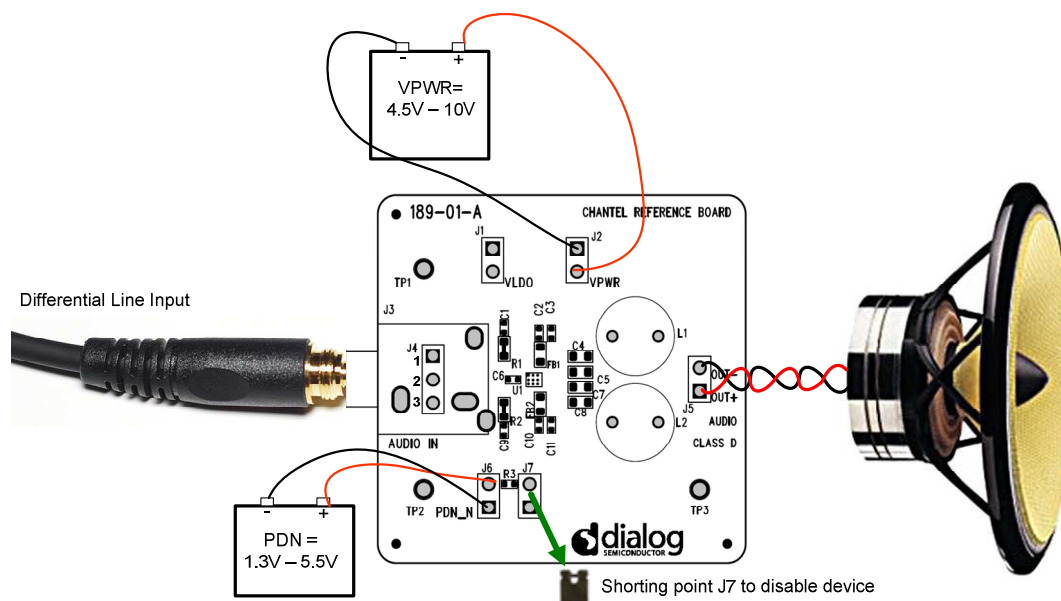 - +
VPWR=
4.5V – 10V
189-01-A
CHANTEL REFERENCE BOARD
J1
J2
TP1
VLDO
VPWR
Differential Line Input
J3
C1
C2
C3
L1
J4
1
2
3
R1
FB1
C4
C6
U1
C5
C7
C8
OUT-
OUT+
J5
R2
FB2
L2
C9
C10
C11
AUDIO IN
AUDIO
CLASS D
J6
R3
J7
TP2
PDN_N
TP3
- +
PDN =
1.3V – 5.5V
dialog
SEMICONDUCTOR
Shorting point J7 to disable device